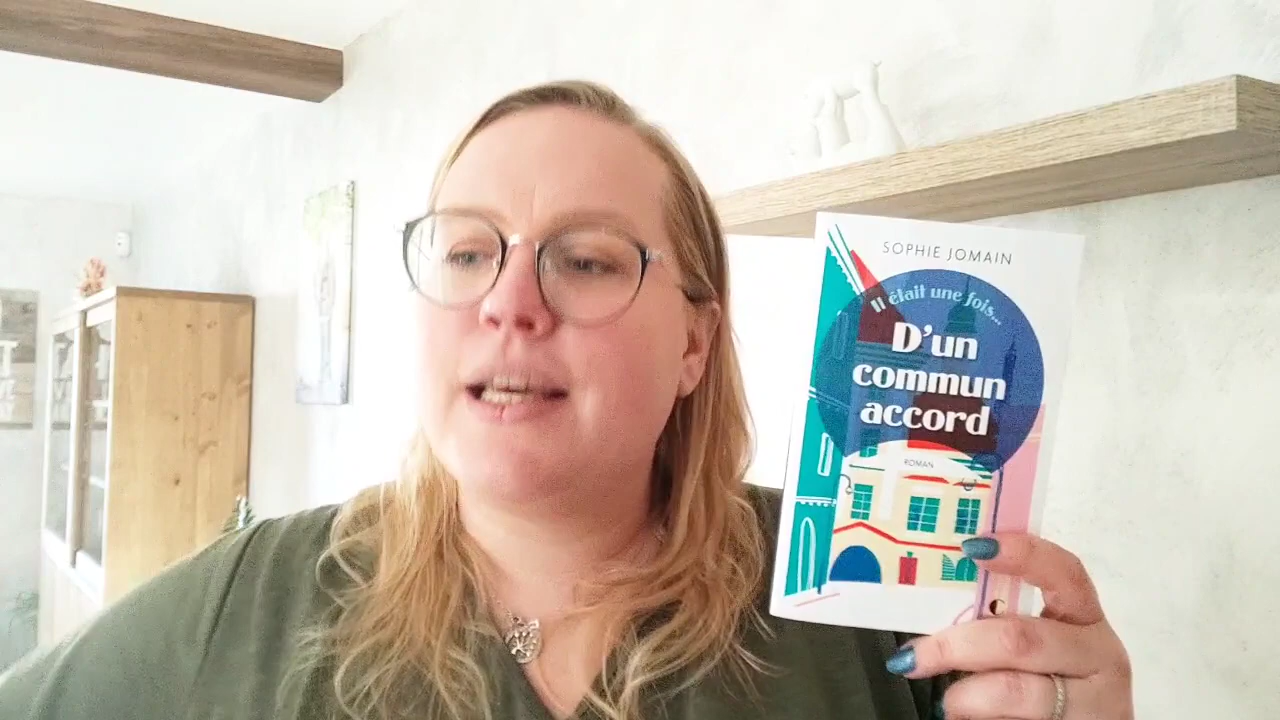 SOPHIE JOMAIN
Il était une fois...
D'un
commun
accord
ROMAN